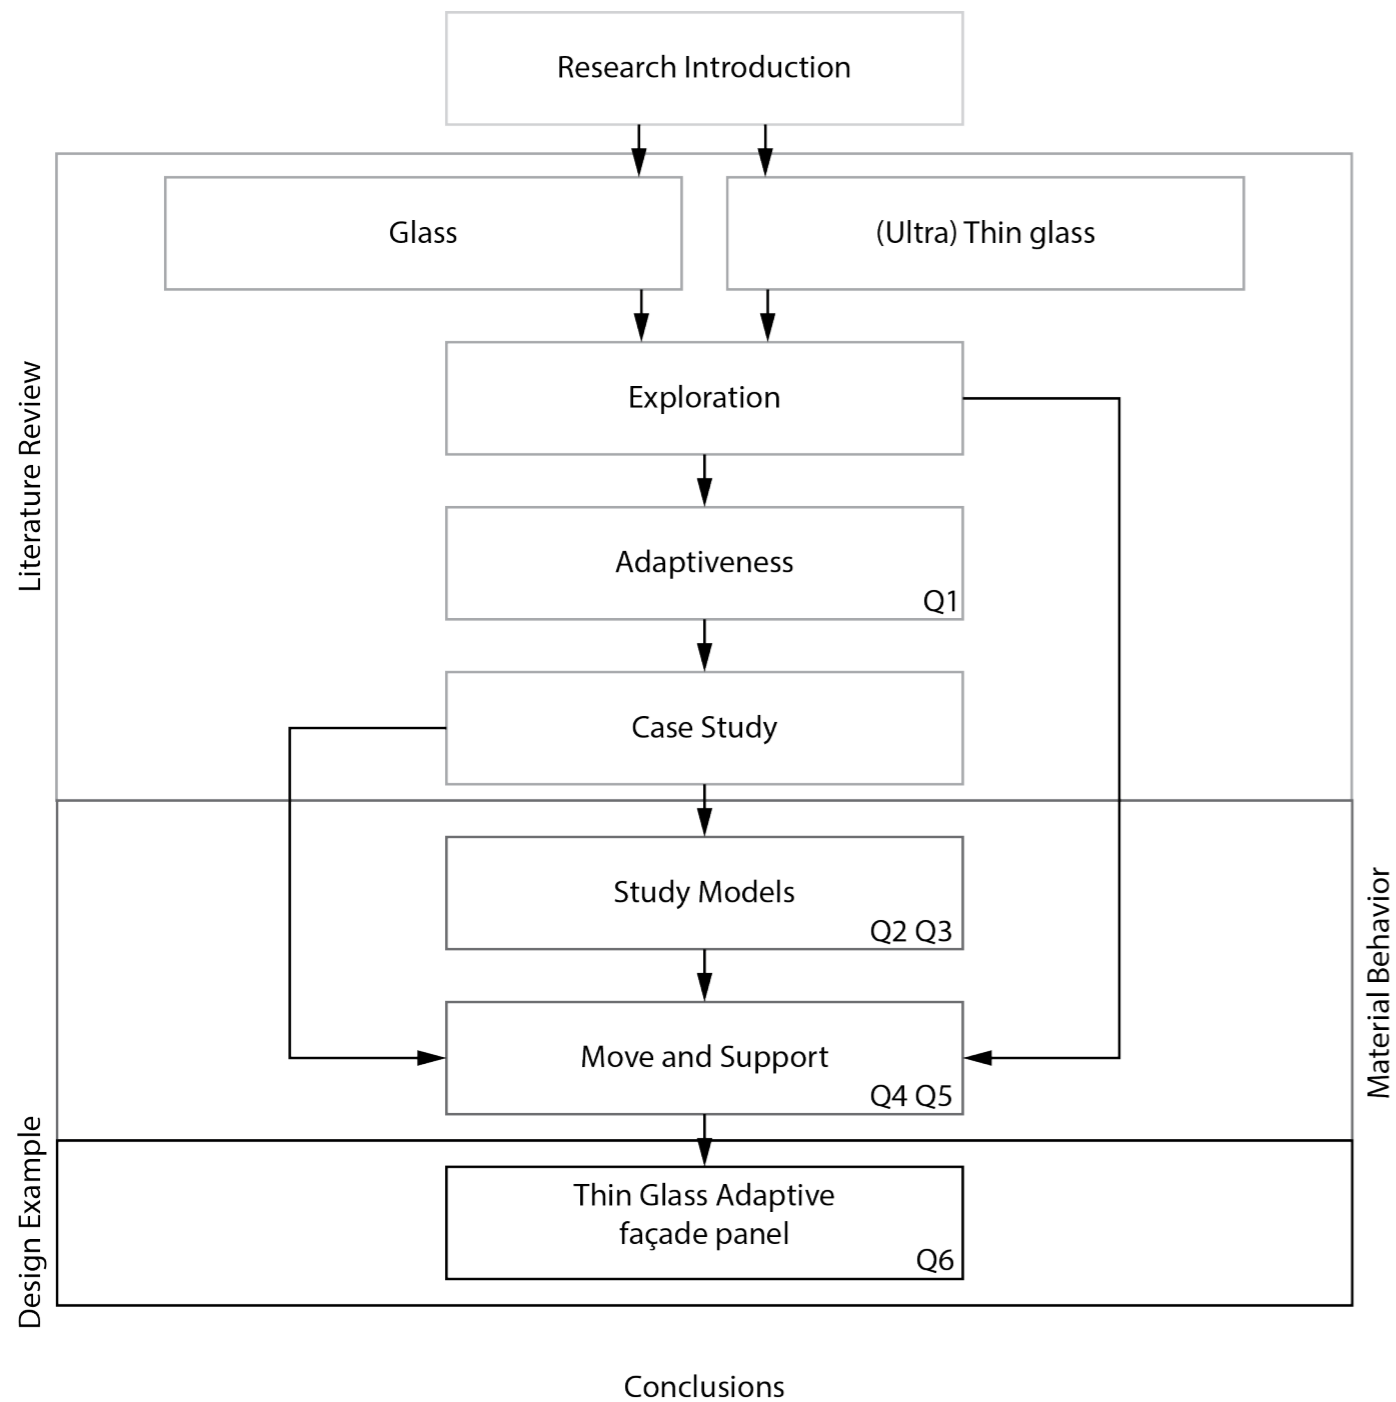 Research Introduction
Glass
(Ultra) Thin glass
Exploration
Literature Review
Adaptiveness
Q1
Case Study
Study Models
Q2 Q3
Material Behavior
Move and Support
Q4 Q5
Design Example
Thin Glass Adaptive
façade panel
Q6
Conclusions